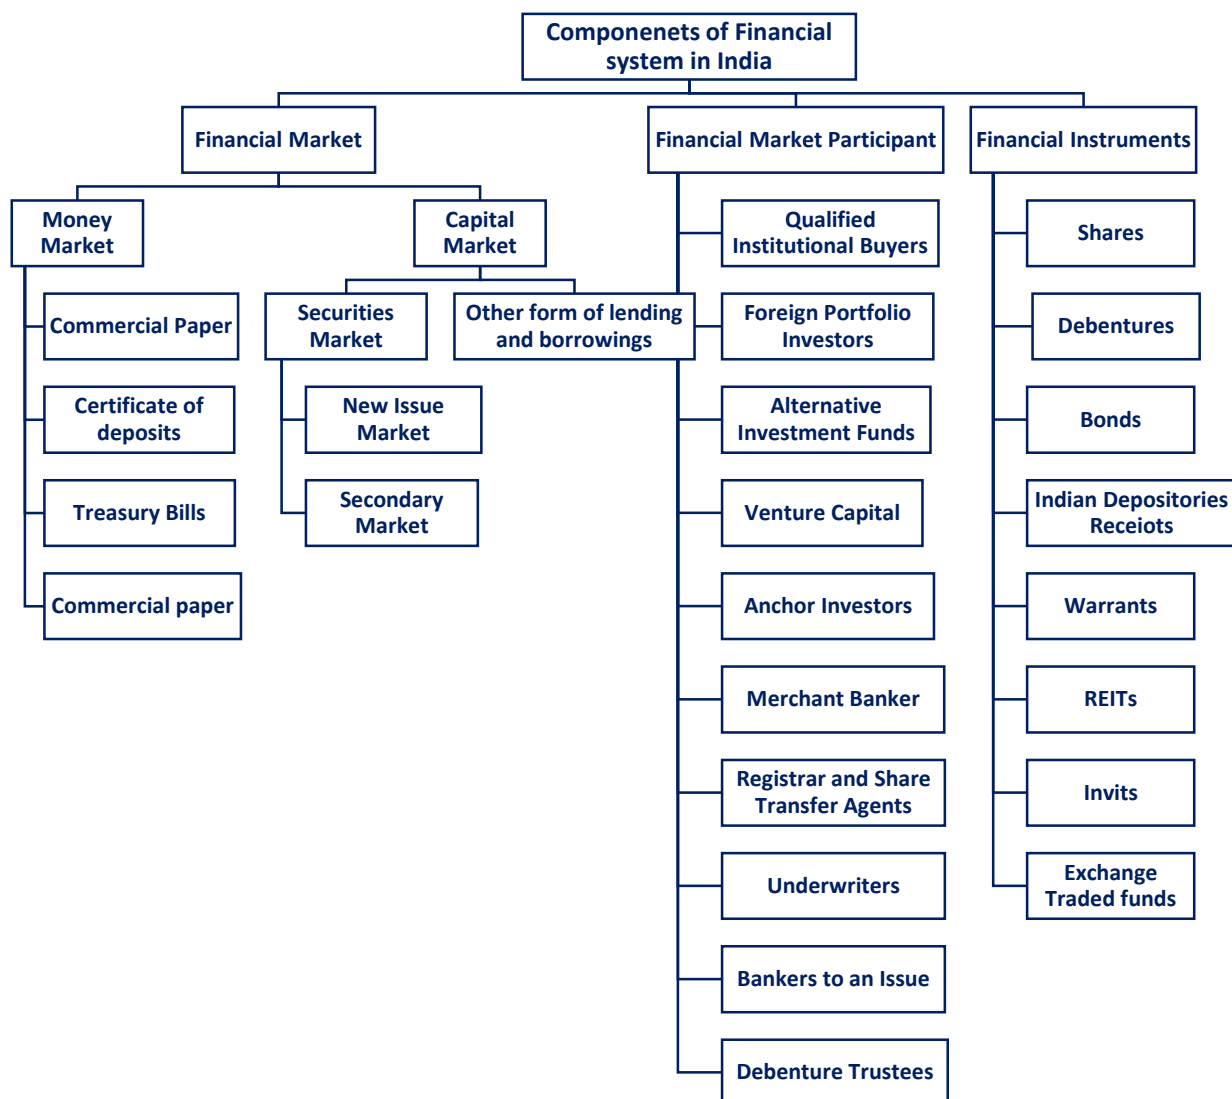 Componenets of Financial
system in India
Financial Market
Financial Market Participant
Financial Instruments
Money
Market
Capital
Market
Commercial Paper
Certificate of
deposits
Treasury Bills
Commercial paper
Securities
Market
Other form of lending
and borrowings
New Issue
Market
Secondary
Market
Qualified
Institutional Buyers
Foreign Portfolio
Investors
Alternative
Investment Funds
Venture Capital
Anchor Investors
Merchant Banker
Registrar and Share
Transfer Agents
Underwriters
Bankers to an Issue
Debenture Trustees
Shares
Debentures
Bonds
Indian Depositories
Receiots
Warrants
REITs
Invits
Exchange
Traded funds